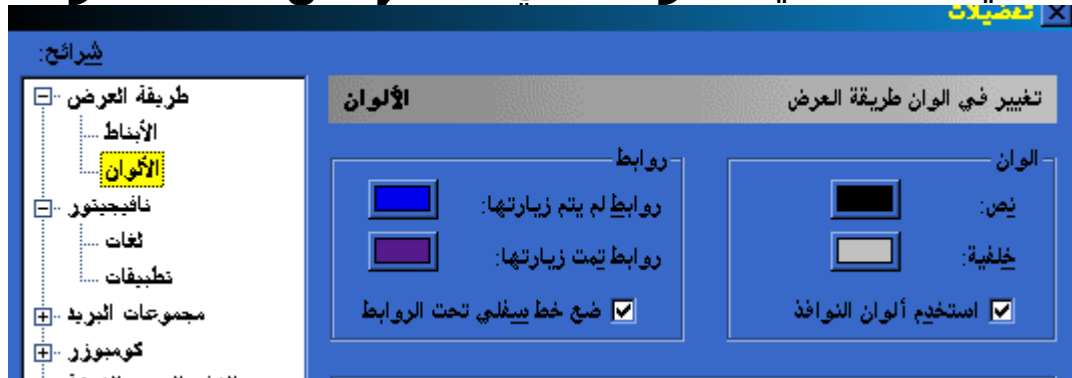 تفضيلات
شرائح:
طريقة العرض
الأبناط
الألوان
نافيجيتور
لغات
تطبيقات
مجموعات البريد
كومبوزر
الألوان
تغيير في الوان طريقة العرض
الوان
نص:
خلفية:
استخدم ألوان النوافذ
روابط
روابط لم يتم زيارتها:
روابط تمت زيارتها:
ضع خط سفلي تحت الروابط